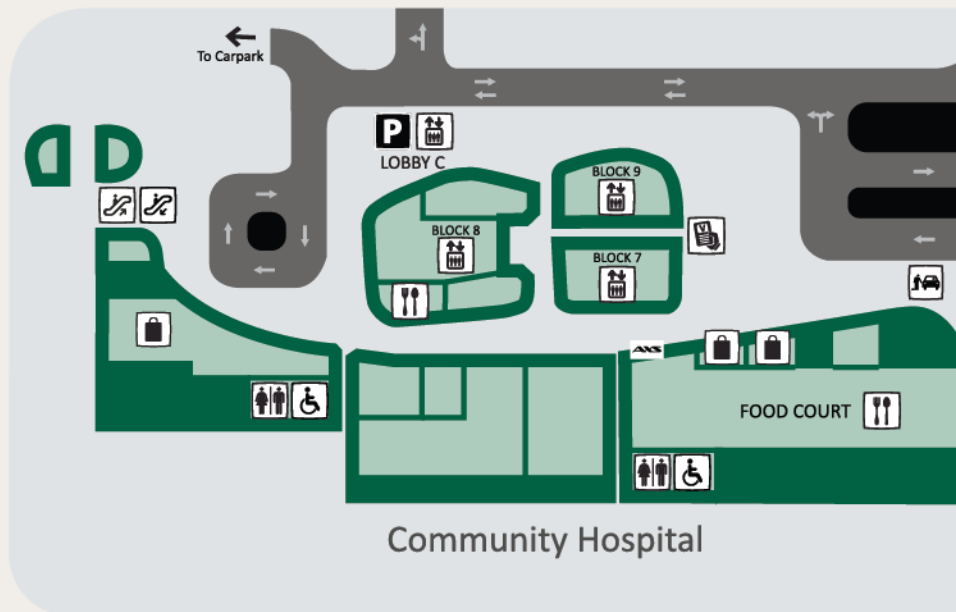 To Carpark
P
LOBBY C
BLOCK 9
BLOCK 8
BLOCK 7
AXS
FOOD COURT
Community Hospital